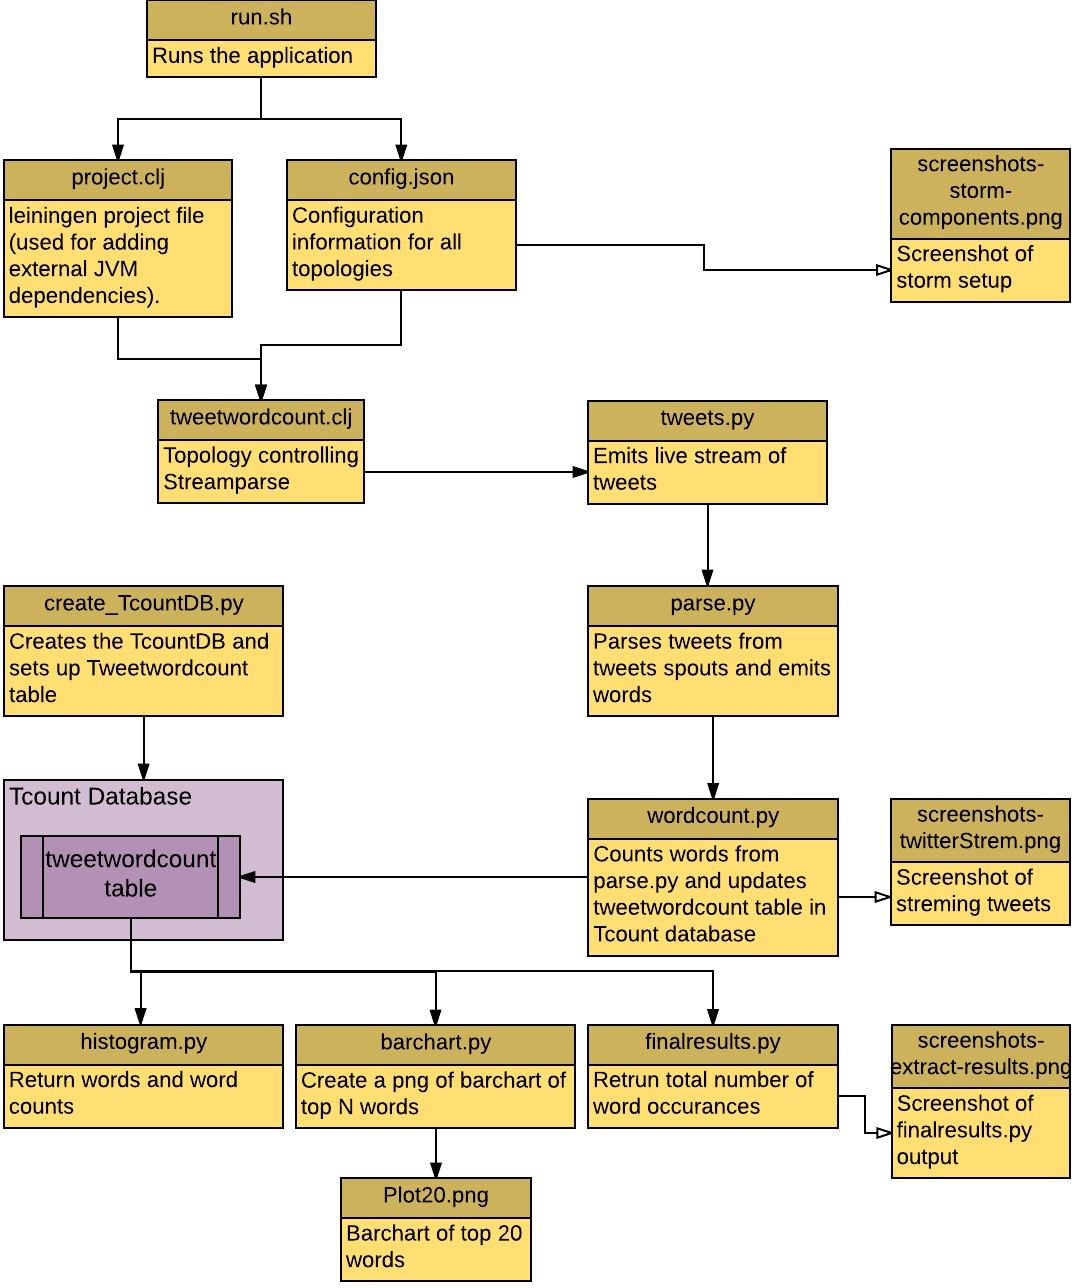 run.sh
Runs the application
project.clj
leiningen project file
(used for adding
external JVM
dependencies).
config.json
Configuration
information for all
topologies
screenshots-
storm-
components.png
Screenshot of
storm setup
tweetwordcount.clj
Topology controlling
Streamparse
tweets.py
Emits live stream of
tweets
create_TcountDB.py
Creates the TcountDB and
sets up Tweetwordcount
table
parse.py
Parses tweets from
tweets spouts and emits
words
Tcount Database
tweetwordcount
table
wordcount.py
Counts words from
parse.py and updates
tweetwordcount table in
Tcount database
screenshots-
twitterStrem.png
Screenshot of
streming tweets
histogram.py
Return words and word
counts
barchart.py
Create a png of barchart of
top N words
finalresults.py
Retrun total number of
word occurances
screenshots-
extract-results.png
Screenshot of
finalresults.py
output
Plot20.png
Barchart of top 20
words